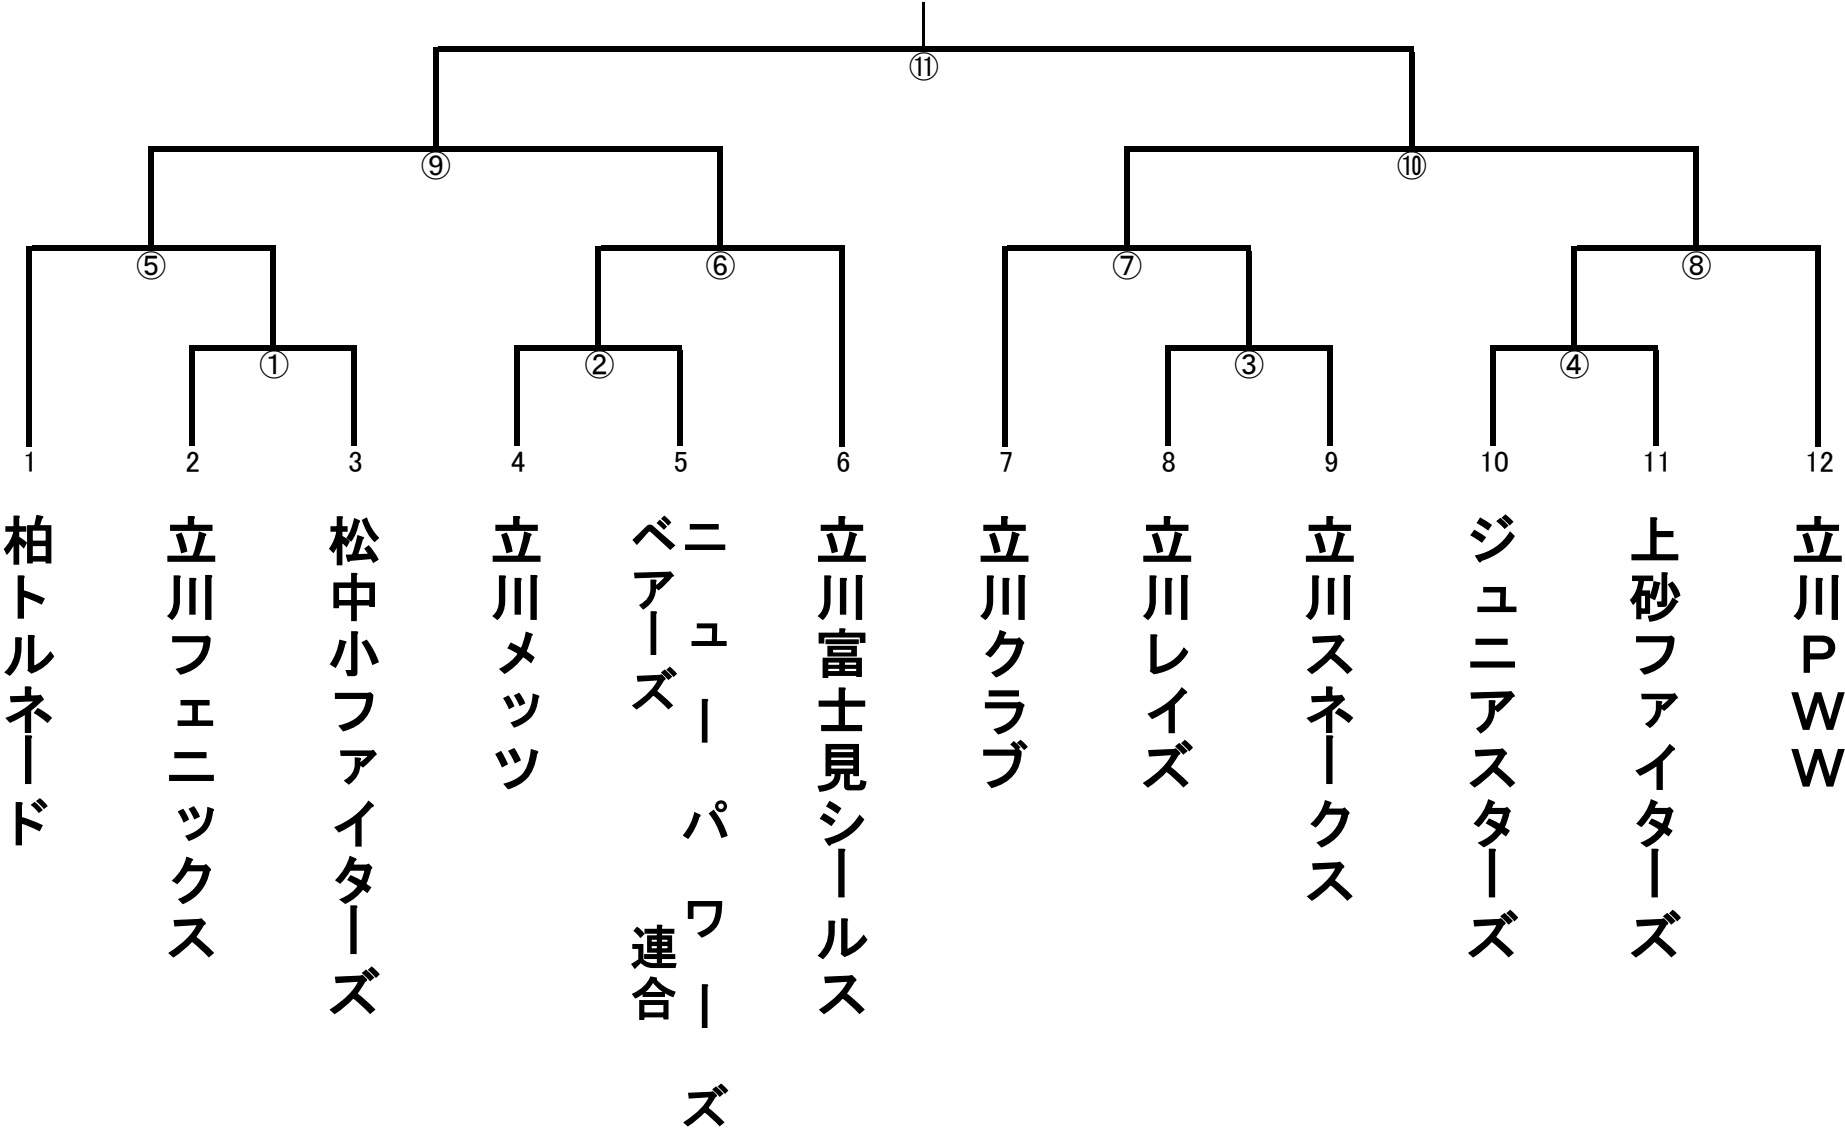 ⑪
⑨
⑩
⑤
⑥
⑦
⑧
①
②
③
④
1
2
3
4
5
6
7
8
9
10
11
12
柏トルネード
立川フェニックス
松中小ファイターズ
立川メッツ
ニューパワーズ
ベアーズ 連合
立川富士見シールス
立川クラブ
立川レイズ
立川スネークス
ジュニアスターズ
上砂ファイターズ
立川ＰＷＷ